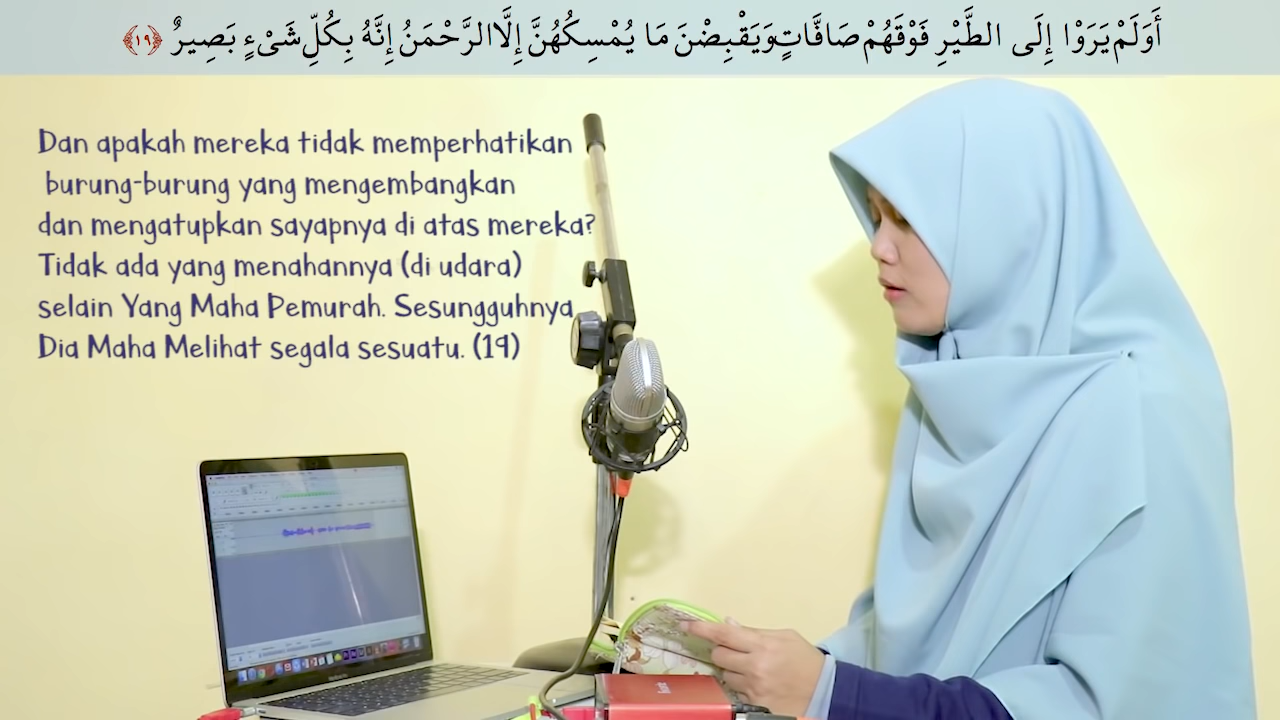 أَوَلَمْ يَرَوْا إِلَى الطَّيْرِ فَوْقَهُمْ صَافَّاتٍ وَيَقْبِضْنَ مَا يُمْسِكُهُنَّ إِلَّا الرَّحْمَنُ إِنَّهُ بِكُلِّ شَىْءٍ بَصِيرٌ ﴿١٩﴾
Dan apakah mereka tidak memperhatikan
burung-burung yang mengembangkan
dan mengatupkan sayapnya di atas mereka?
Tidak ada yang menahannya (di udara)
selain Yang Maha Pemurah. Sesungguhnya
Dia Maha Melihat segala sesuatu. (19)